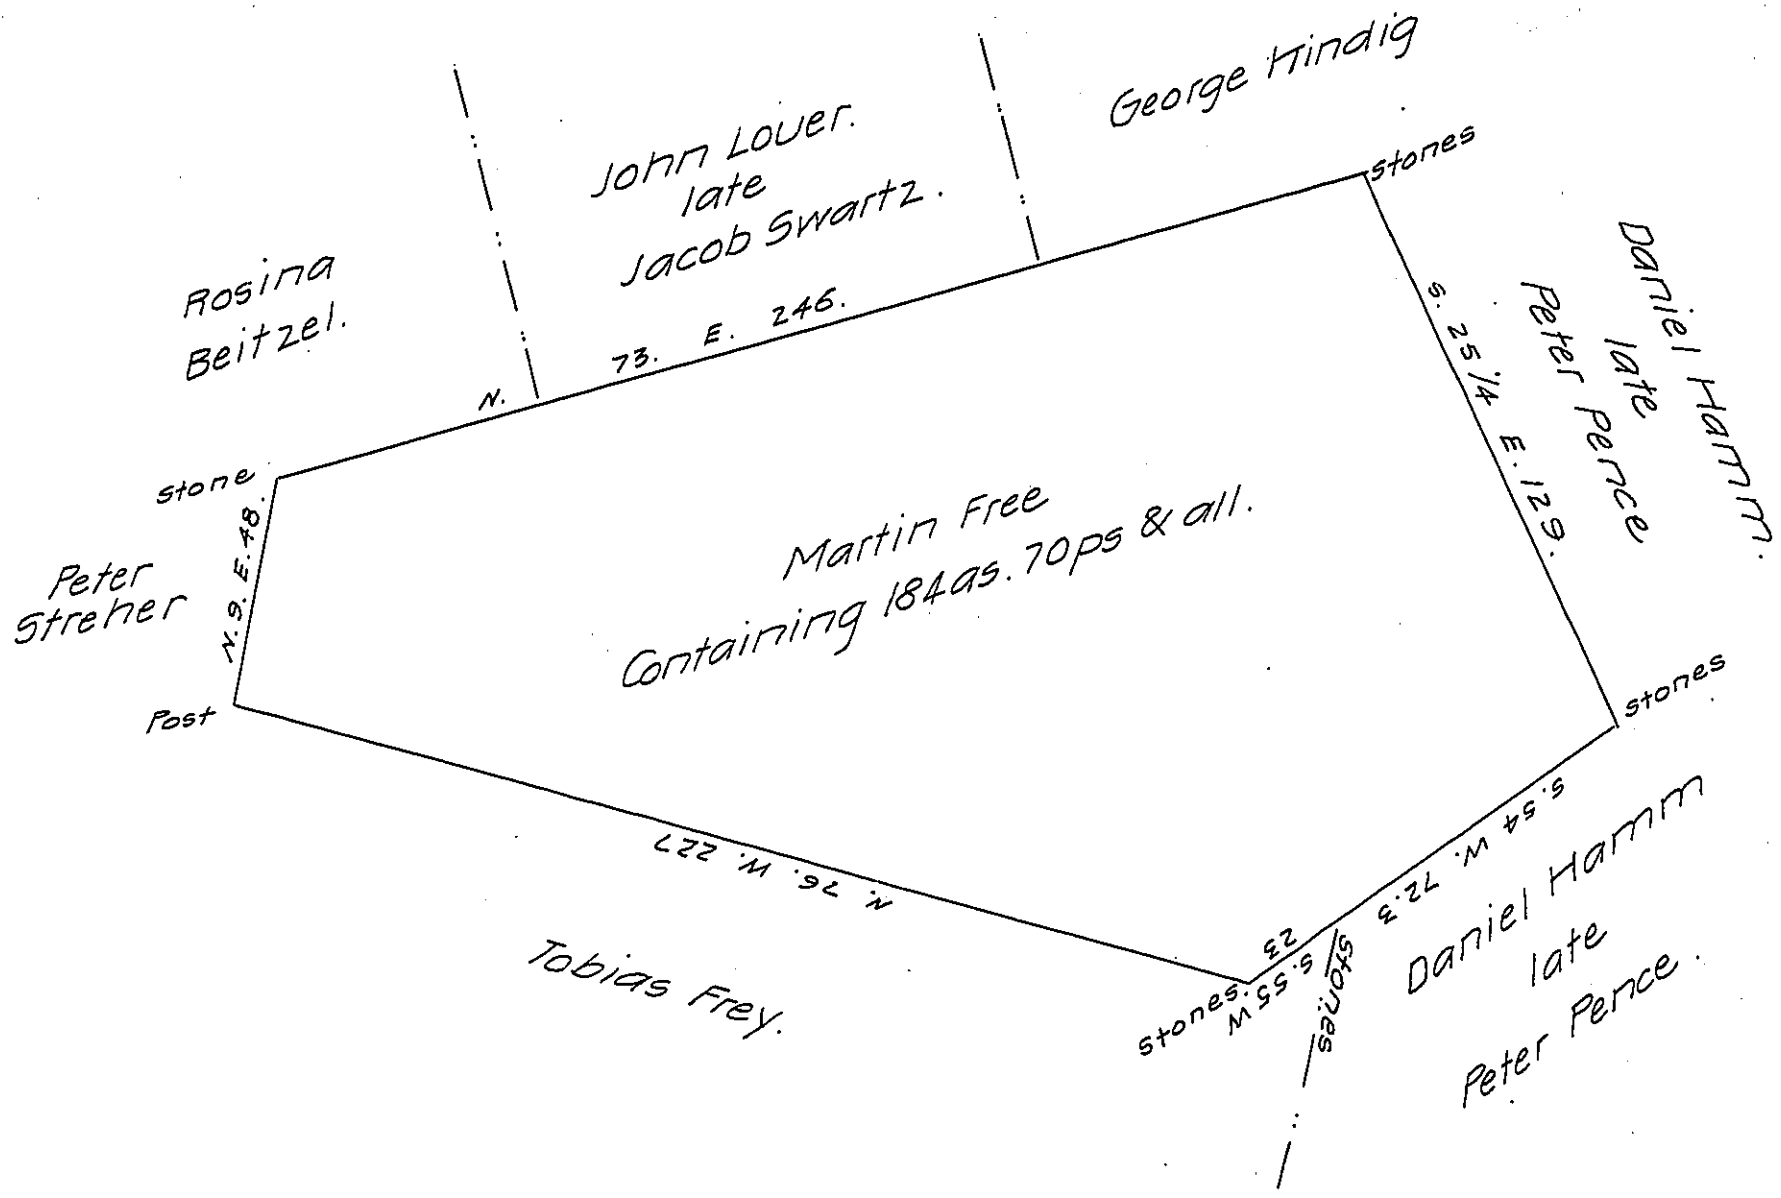 George Hindig
John Louer.
late
Jacob Swartz.
Rosina
Beitzel.
stones
N. 73. E. 246.
Daniel Hamm.
late
Peter Pence
S. 25 1/4 E. 129.
stone
N. 9. E. 48.
Peter
Streher
Post
Martin Free
Containing 184as. 70ps & all.
stones
S. 54 W. 72.3
Daniel Hamm
late
Peter Pence.
N. 76. W. 227
Tobias Frey.
stones.
S. 55 W
23
stones